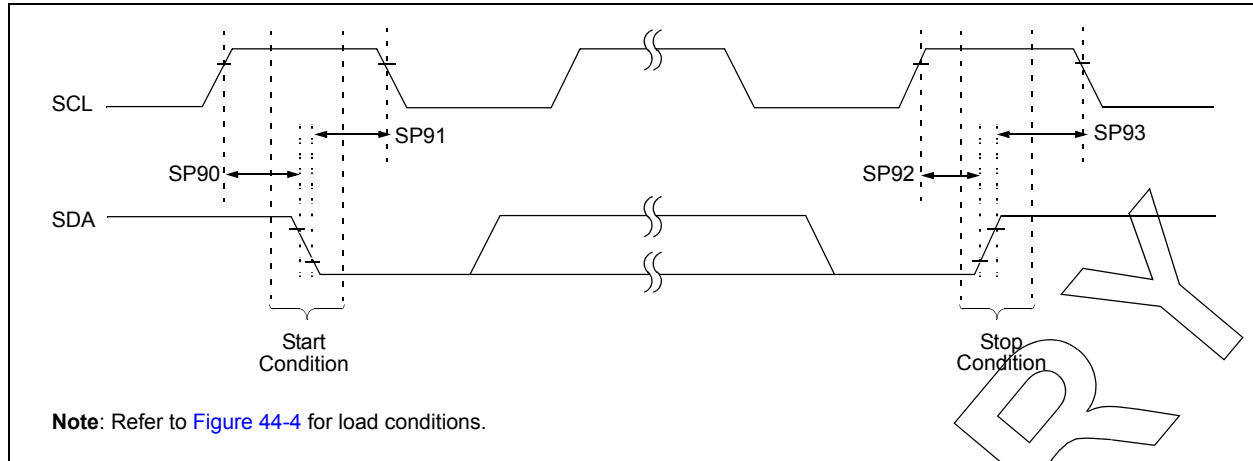 SCL
SP91
SP93
SP90
SP92
SDA
Start
Condition
Stop
Condition
Note: Refer to Figure 44-4 for load conditions.
R Y